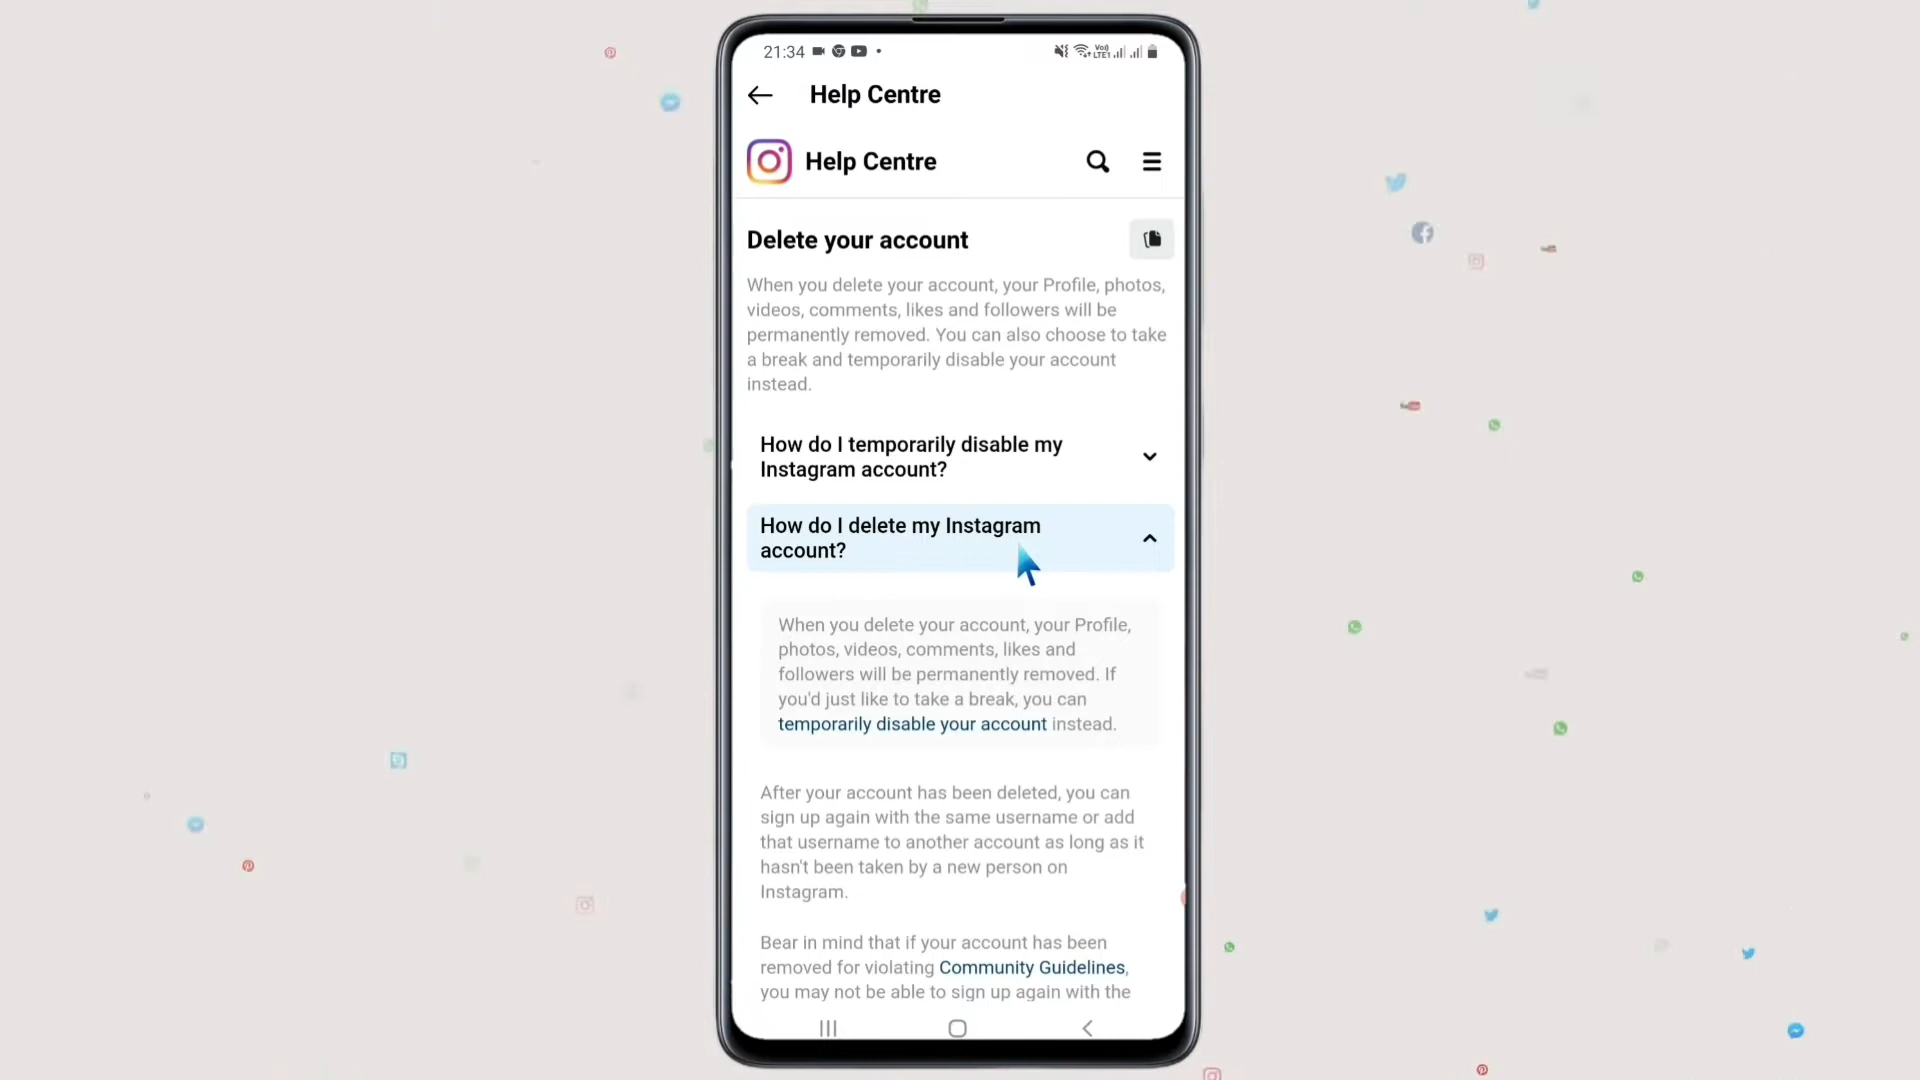 21:34
Help Centre
Help Centre
Delete your account
When you delete your account, your Profile, photos,
videos, comments, likes and followers will be
permanently removed. You can also choose to take
a break and temporarily disable your account
instead.
How do I temporarily disable my
Instagram account?
How do I delete my Instagram
account?
When you delete your account, your Profile,
photos, videos, comments, likes and
followers will be permanently removed. If
you'd just like to take a break, you can
temporarily disable your account instead.
After your account has been deleted, you can
sign up again with the same username or add
that username to another account as long as it
hasn't been taken by a new person on
Instagram.
Bear in mind that if your account has been
removed for violating Community Guidelines,
you may not be able to sign up again with the